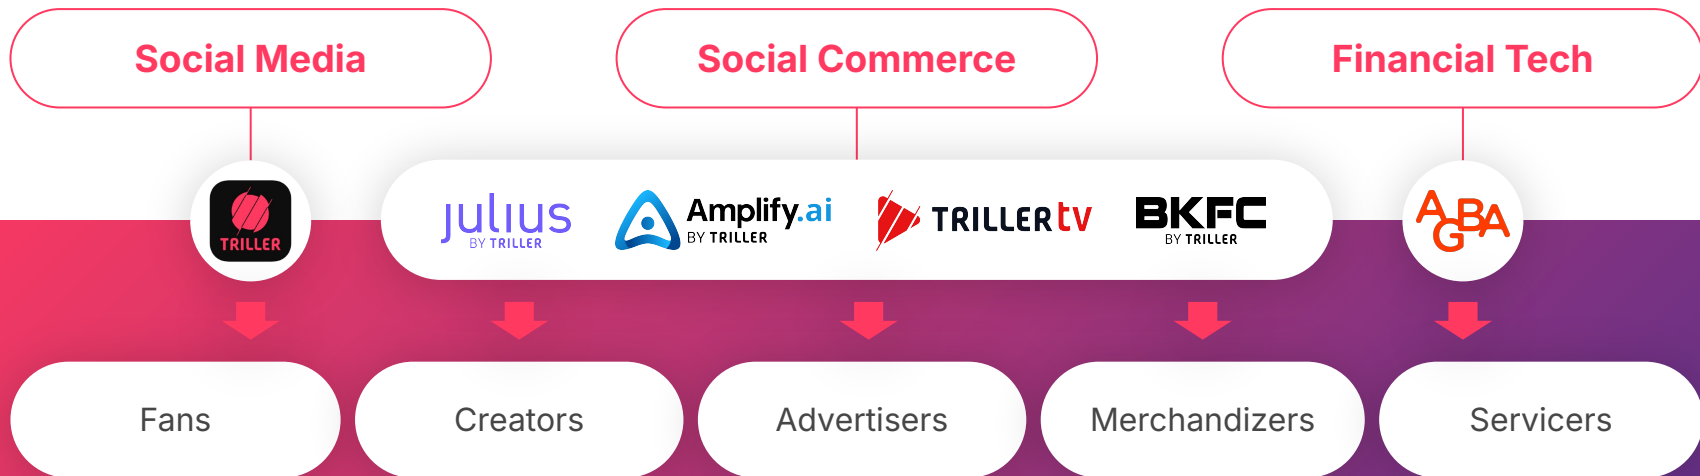 Social Media
Social Commerce
Financial Tech
TRILLER
julius
BY TRILLER
Amplify.ai
BY TRILLER
TRILLERtv
BKFC
BY TRILLER
AGBA
Fans
Creators
Advertisers
Merchandizers
Servicers